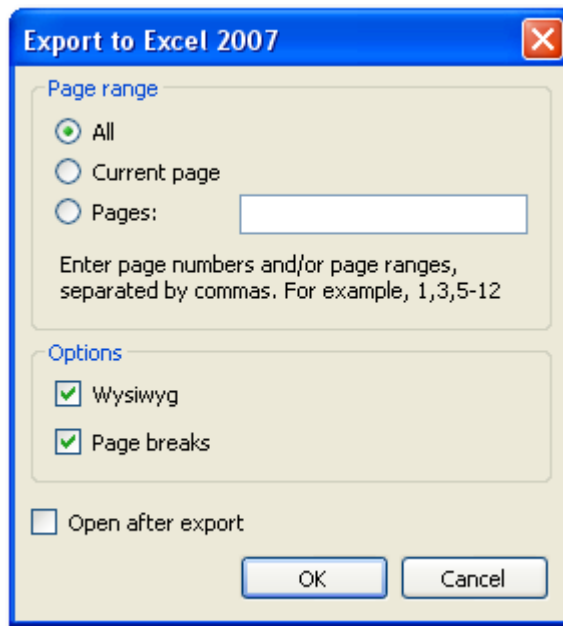 Export to Excel 2007
Page range
All
Current page
Pages:
Enter page numbers and/or page ranges,
separated by commas. For example, 1,3,5-12
Options
Wysiwyg
Page breaks
Open after export
OK
Cancel